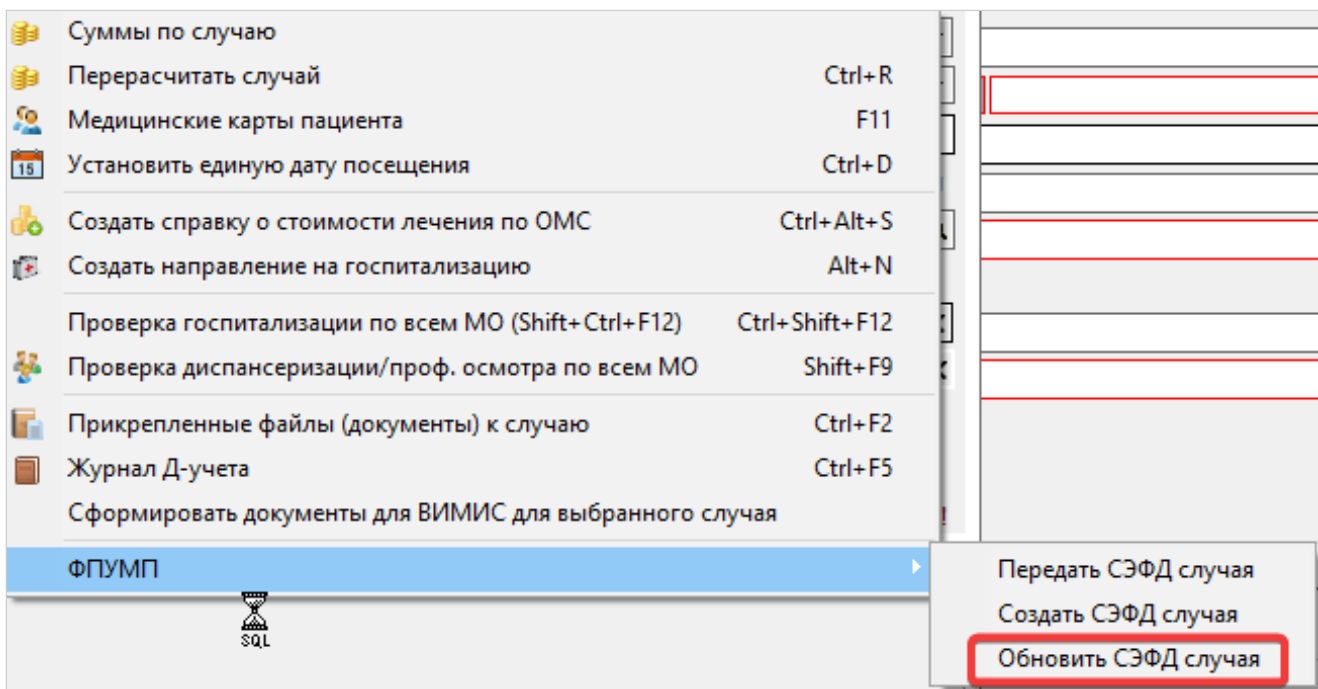 Суммы по случаю
Перерасчитать случай Ctrl+R
Медицинские карты пациента F11
15 Установить единую дату посещения Ctrl+D
Создать справку о стоимости лечения по ОМС Ctrl+Alt+S
Создать направление на госпитализацию Alt+N
Проверка госпитализации по всем МО (Shift+Ctrl+F12) Ctrl+Shift+F12
Проверка диспансеризации/проф. осмотра по всем МО Shift+F9
Прикрепленные файлы (документы) к случаю Ctrl+F2
Журнал Д-учета Ctrl+F5
Сформировать документы для ВИМИС для выбранного случая
ФПУМП
Передать СЭФД случая
SQL
Создать СЭФД случая
Обновить СЭФД случая